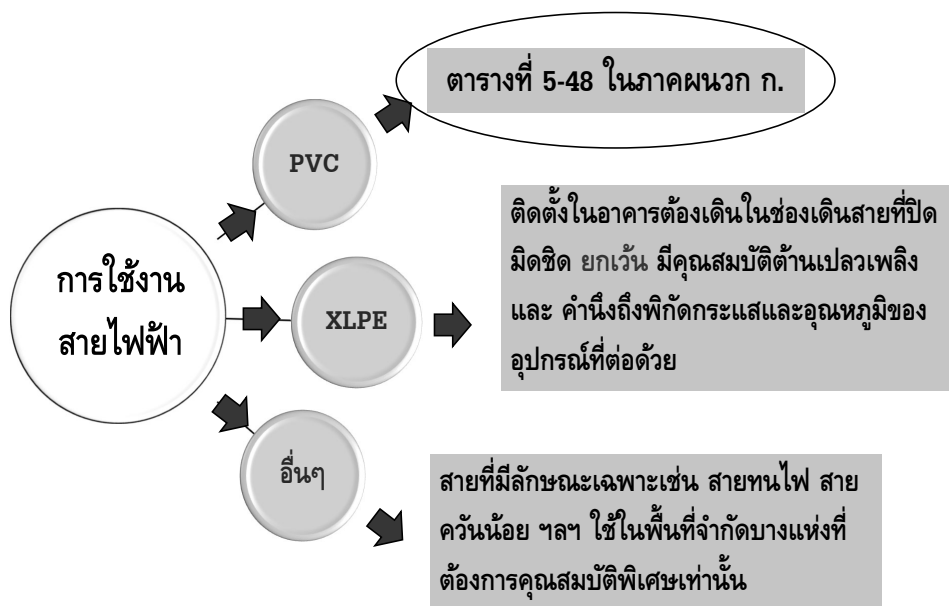 การใช้งาน
สายไฟฟ้า
PVC
ตารางที่ 5-48 ในภาคผนวก ก.
XLPE
ติดตั้งในอาคารต้องเดินในช่องเดินสายที่ปิด
มิดชิด ยกเว้น มีคุณสมบัติต้านเปลวเพลิง
และ คำนึงถึงพิกัดกระแสและอุณหภูมิของ
อุปกรณ์ที่ต่อด้วย
อื่นๆ
สายที่มีลักษณะเฉพาะเช่น สายทนไฟ สาย
ควันน้อย ฯลฯ ใช้ในพื้นที่จำกัดบางแห่งที่
ต้องการคุณสมบัติพิเศษเท่านั้น